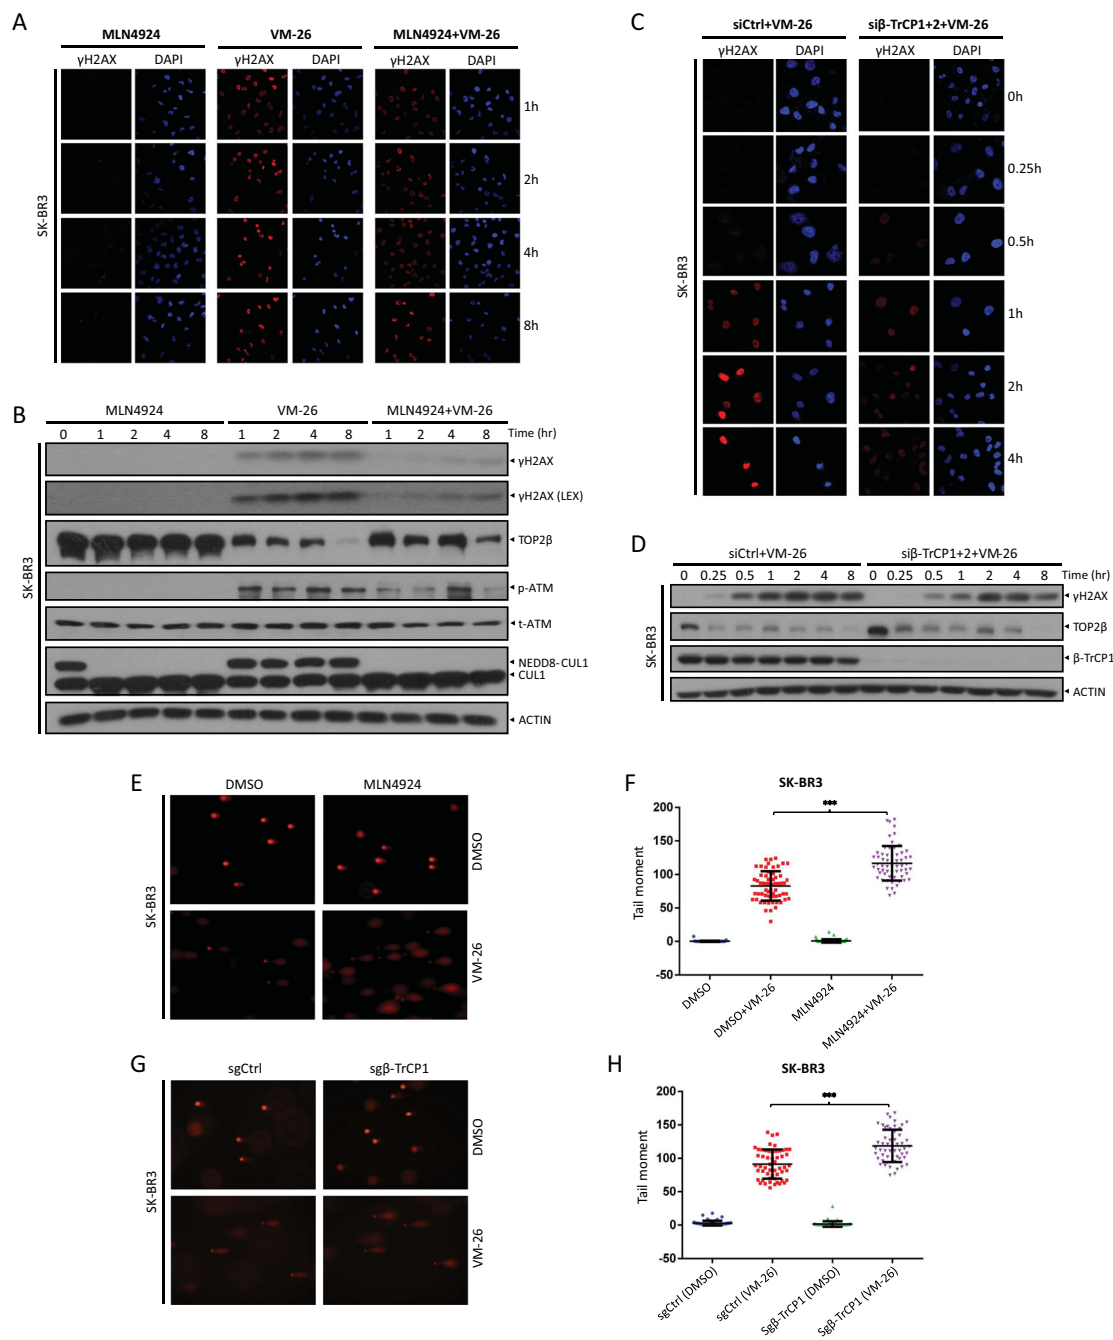 A
MLN4924 VM-26 MLN4924+VM-26
γH2AX DAPI γH2AX DAPI γH2AX DAPI
SK-BR3
1h
2h
4h
8h
B
MLN4924 VM-26 MLN4924+VM-26
0 1 2 4 8 1 2 4 8 1 2 4 8 Time (hr)
SK-BR3
γH2AX
γH2AX (LEX)
TOP2β
p-ATM
t-ATM
NEDD8-CUL1
CUL1
ACTIN
C
siCtrl+VM-26 siβ-TrCP1+2+VM-26
γH2AX DAPI γH2AX DAPI
SK-BR3
0h
0.25h
0.5h
1h
2h
4h
D
siCtrl+VM-26 siβ-TrCP1+2+VM-26
0 0.25 0.5 1 2 4 8 0 0.25 0.5 1 2 4 8 Time (hr)
SK-BR3
γH2AX
TOP2β
β-TrCP1
ACTIN
E
DMSO MLN4924
SK-BR3
DMSO
VM-26
F
SK-BR3
***
Tail moment
200
150
100
50
0
-50
DMSO
DMSO+VM-26
MLN4924
MLN4924+VM-26
G
sgCtrl sgβ-TrCP1
SK-BR3
DMSO
VM-26
H
SK-BR3
***
Tail moment
200
150
100
50
0
-50
sgCtrl (DMSO)
sgCtrl (VM-26)
Sgβ-TrCP1 (DMSO)
Sgβ-TrCP1 (VM-26)